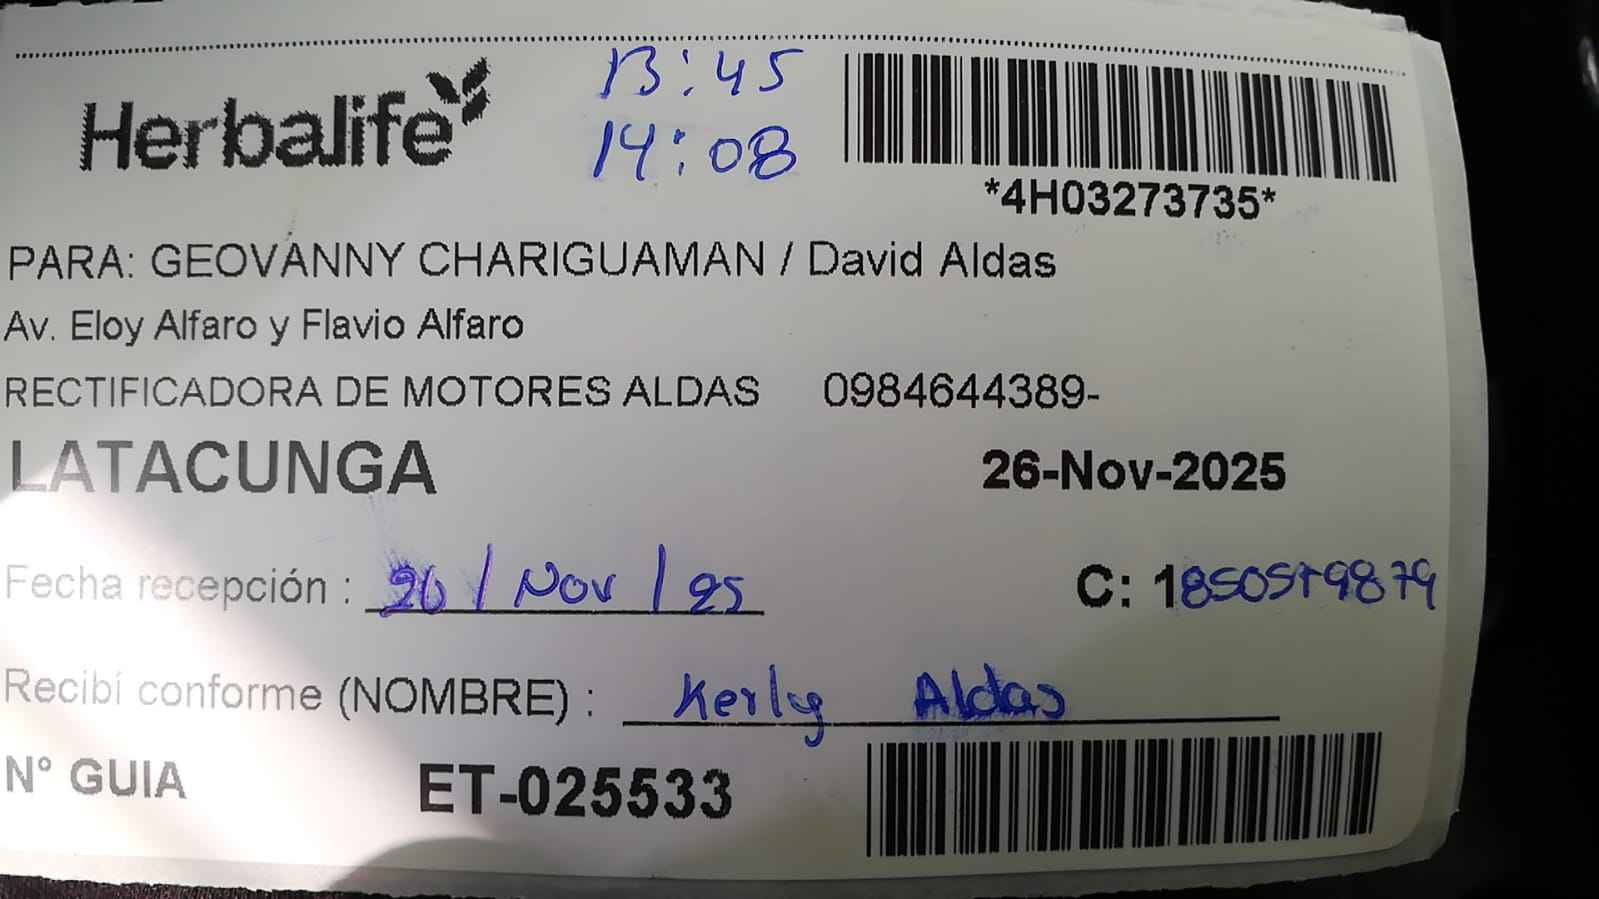 Herbalife
13:45
14:08
*4H03273735*
PARA: GEOVANNY CHARIGUAMAN / David Aldas
Av. Eloy Alfaro y Flavio Alfaro
RECTIFICADORA DE MOTORES ALDAS 0984644389-
LATACUNGA 26-Nov-2025
Fecha recepción : 26 / Nov / 25 C: 1
Recibí conforme (NOMBRE) : Kerly Aldas
N° GUIA ET-025533